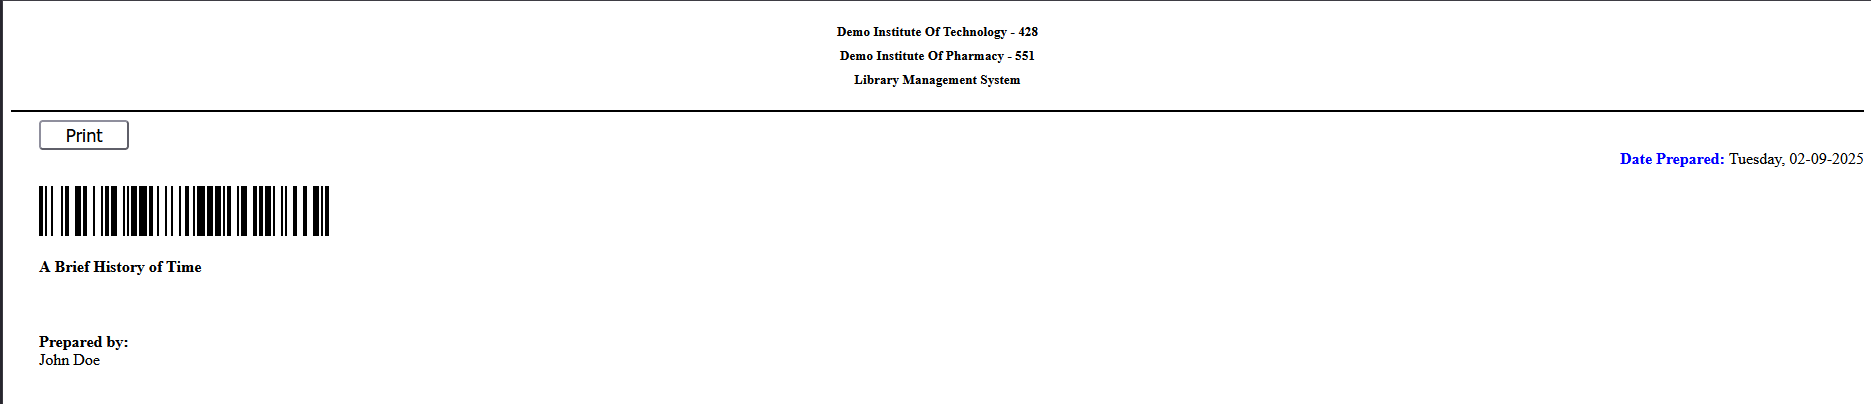 Demo Institute Of Technology - 428
Demo Institute Of Pharmacy - 551
Library Management System
Print
Date Prepared: Tuesday, 02-09-2025
A Brief History of Time
Prepared by:
John Doe